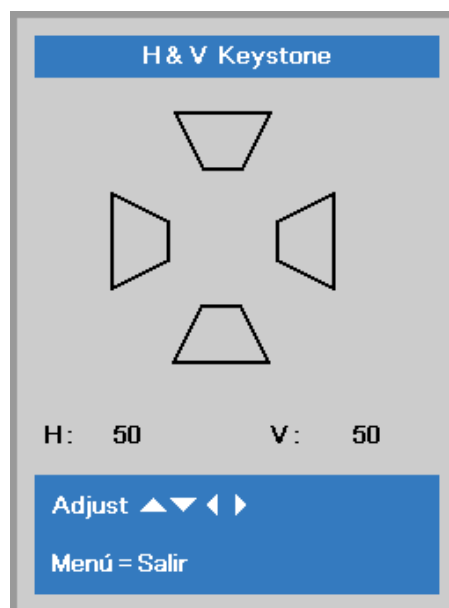 H & V Keystone
H: 50 V: 50
Adjust ▲▼◀▶
Menú = Salir